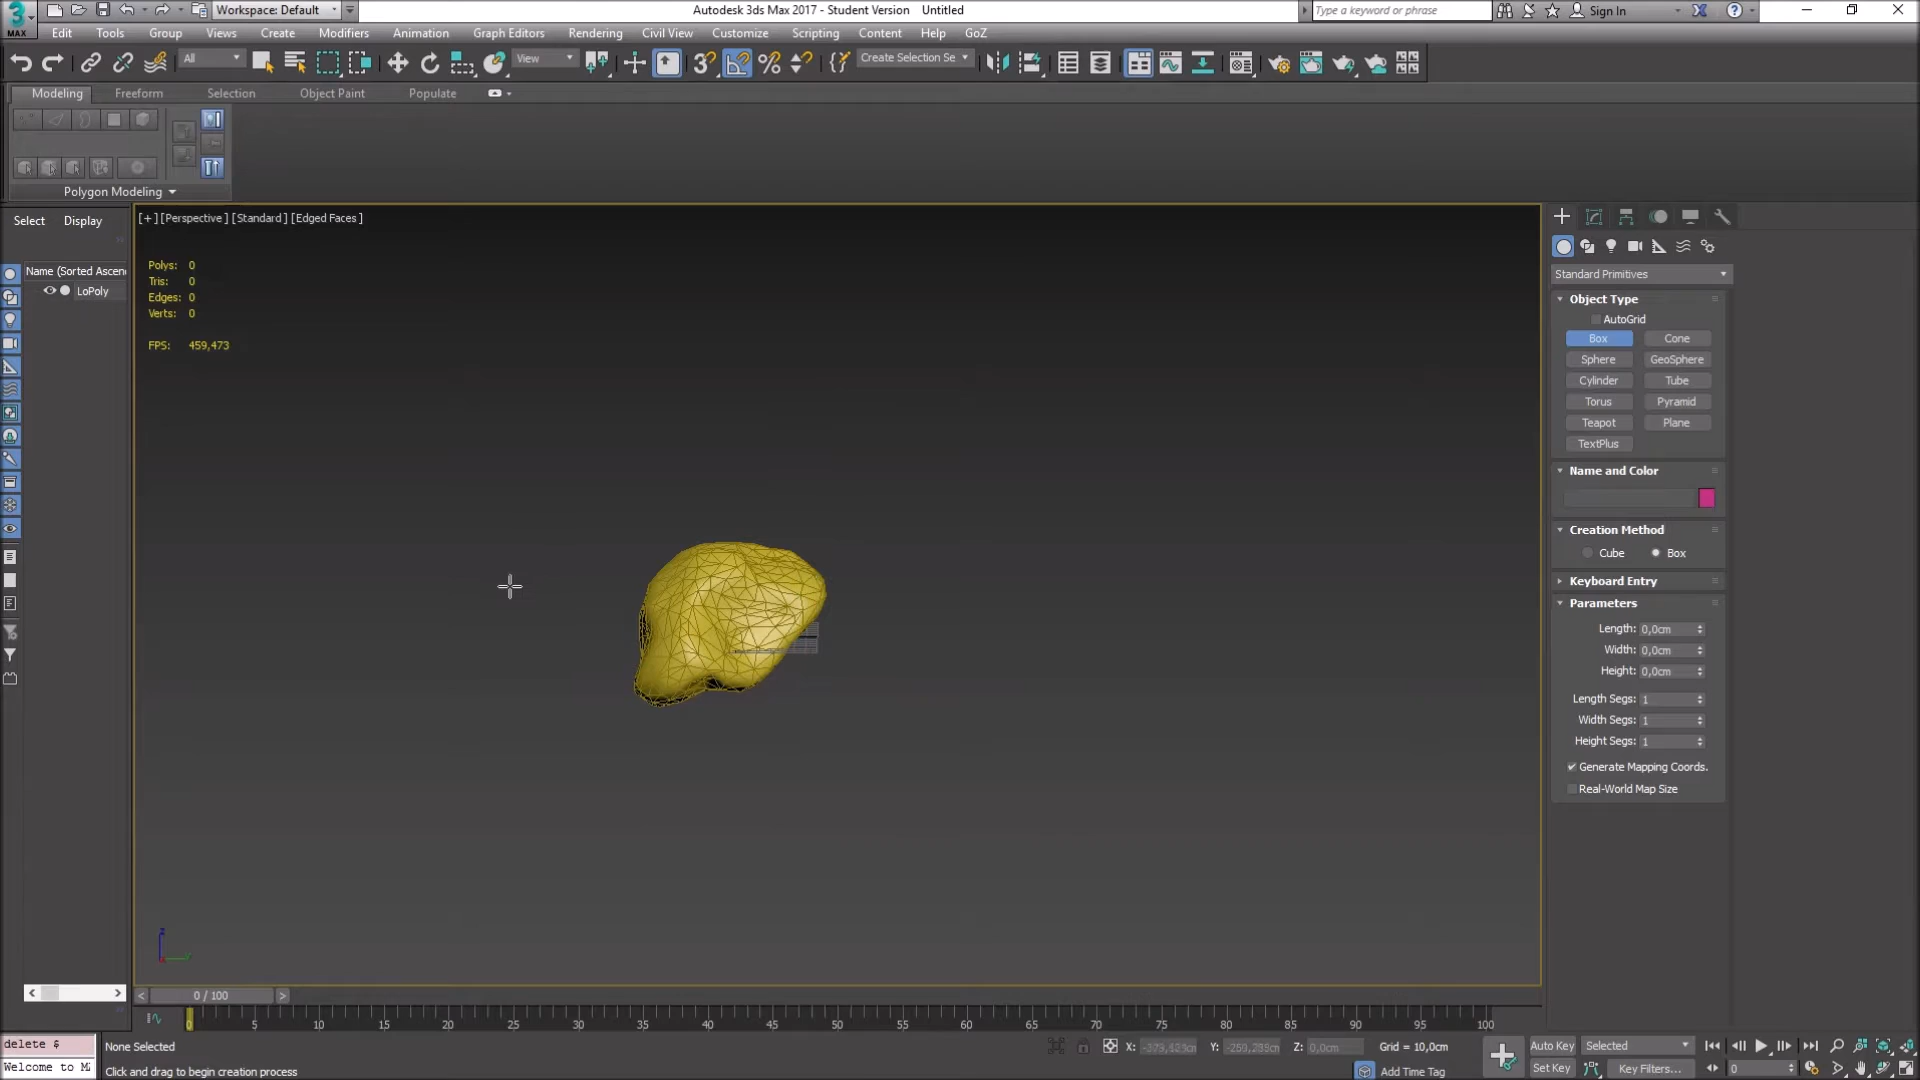 Workspace: Default
Autodesk 3ds Max 2017 - Student Version    Untitled
Type a keyword or phrase
Sign In
MAX
Edit Tools Group Views Create Modifiers Animation Graph Editors Rendering Civil View Customize Scripting Content Help GoZ
All
View
Create Selection Se
Modeling Freeform Selection Object Paint Populate
Polygon Modeling
Select Display
Name (Sorted Ascen
LoPoly
[+] [Perspective] [Standard] [Edged Faces]
Polys: 0
Tris: 0
Edges: 0
Verts: 0
FPS: 459,473
Standard Primitives
Object Type
AutoGrid
Box Cone
Sphere GeoSphere
Cylinder Tube
Torus Pyramid
Teapot Plane
TextPlus
Name and Color
Creation Method
Cube Box
Keyboard Entry
Parameters
Length: 0,0cm
Width: 0,0cm
Height: 0,0cm
Length Segs: 1
Width Segs: 1
Height Segs: 1
Generate Mapping Coords.
Real-World Map Size
0 / 100
0 5 10 15 20 25 30 35 40 45 50 55 60 65 70 75 80 85 90 95 100
delete $
Welcome to M
None Selected
Click and drag to begin creation process
X: Y: Z: 0,0cm
Grid = 10,0cm
Add Time Tag
Auto Key Selected
Set Key Key Filters... 0